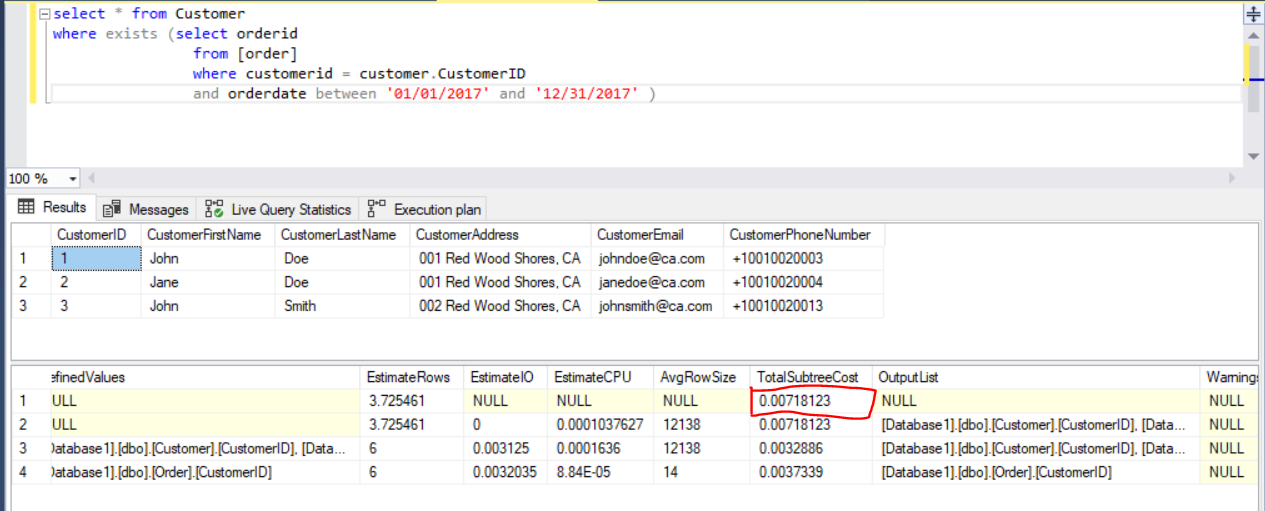 select * from Customer
where exists (select orderid
from [order]
where customerid = customer.CustomerID
and orderdate between '01/01/2017' and '12/31/2017' )
100 %
Results Messages Live Query Statistics Execution plan
CustomerID CustomerFirstName CustomerLastName CustomerAddress CustomerEmail CustomerPhoneNumber
1 1 John Doe 001 Red Wood Shores, CA johndoe@ca.com +10010020003
2 2 Jane Doe 001 Red Wood Shores, CA janedoe@ca.com +10010020004
3 3 John Smith 002 Red Wood Shores, CA johnsmith@ca.com +10010020013
efinedValues EstimateRows EstimateIO EstimateCPU AvgRowSize TotalSubtreeCost OutputList Warnings
1 ULL 3.725461 NULL NULL NULL 0.00718123 NULL NULL
2 ULL 3.725461 0 0.0001037627 12138 0.00718123 [Database1].[dbo].[Customer].[CustomerID], [Data... NULL
3 Database1].[dbo].[Customer].[CustomerID], [Data... 6 0.003125 0.0001636 12138 0.0032886 [Database1].[dbo].[Customer].[CustomerID], [Data... NULL
4 Database1].[dbo].[Order].[CustomerID] 6 0.0032035 8.84E-05 14 0.0037339 [Database1].[dbo].[Order].[CustomerID] NULL